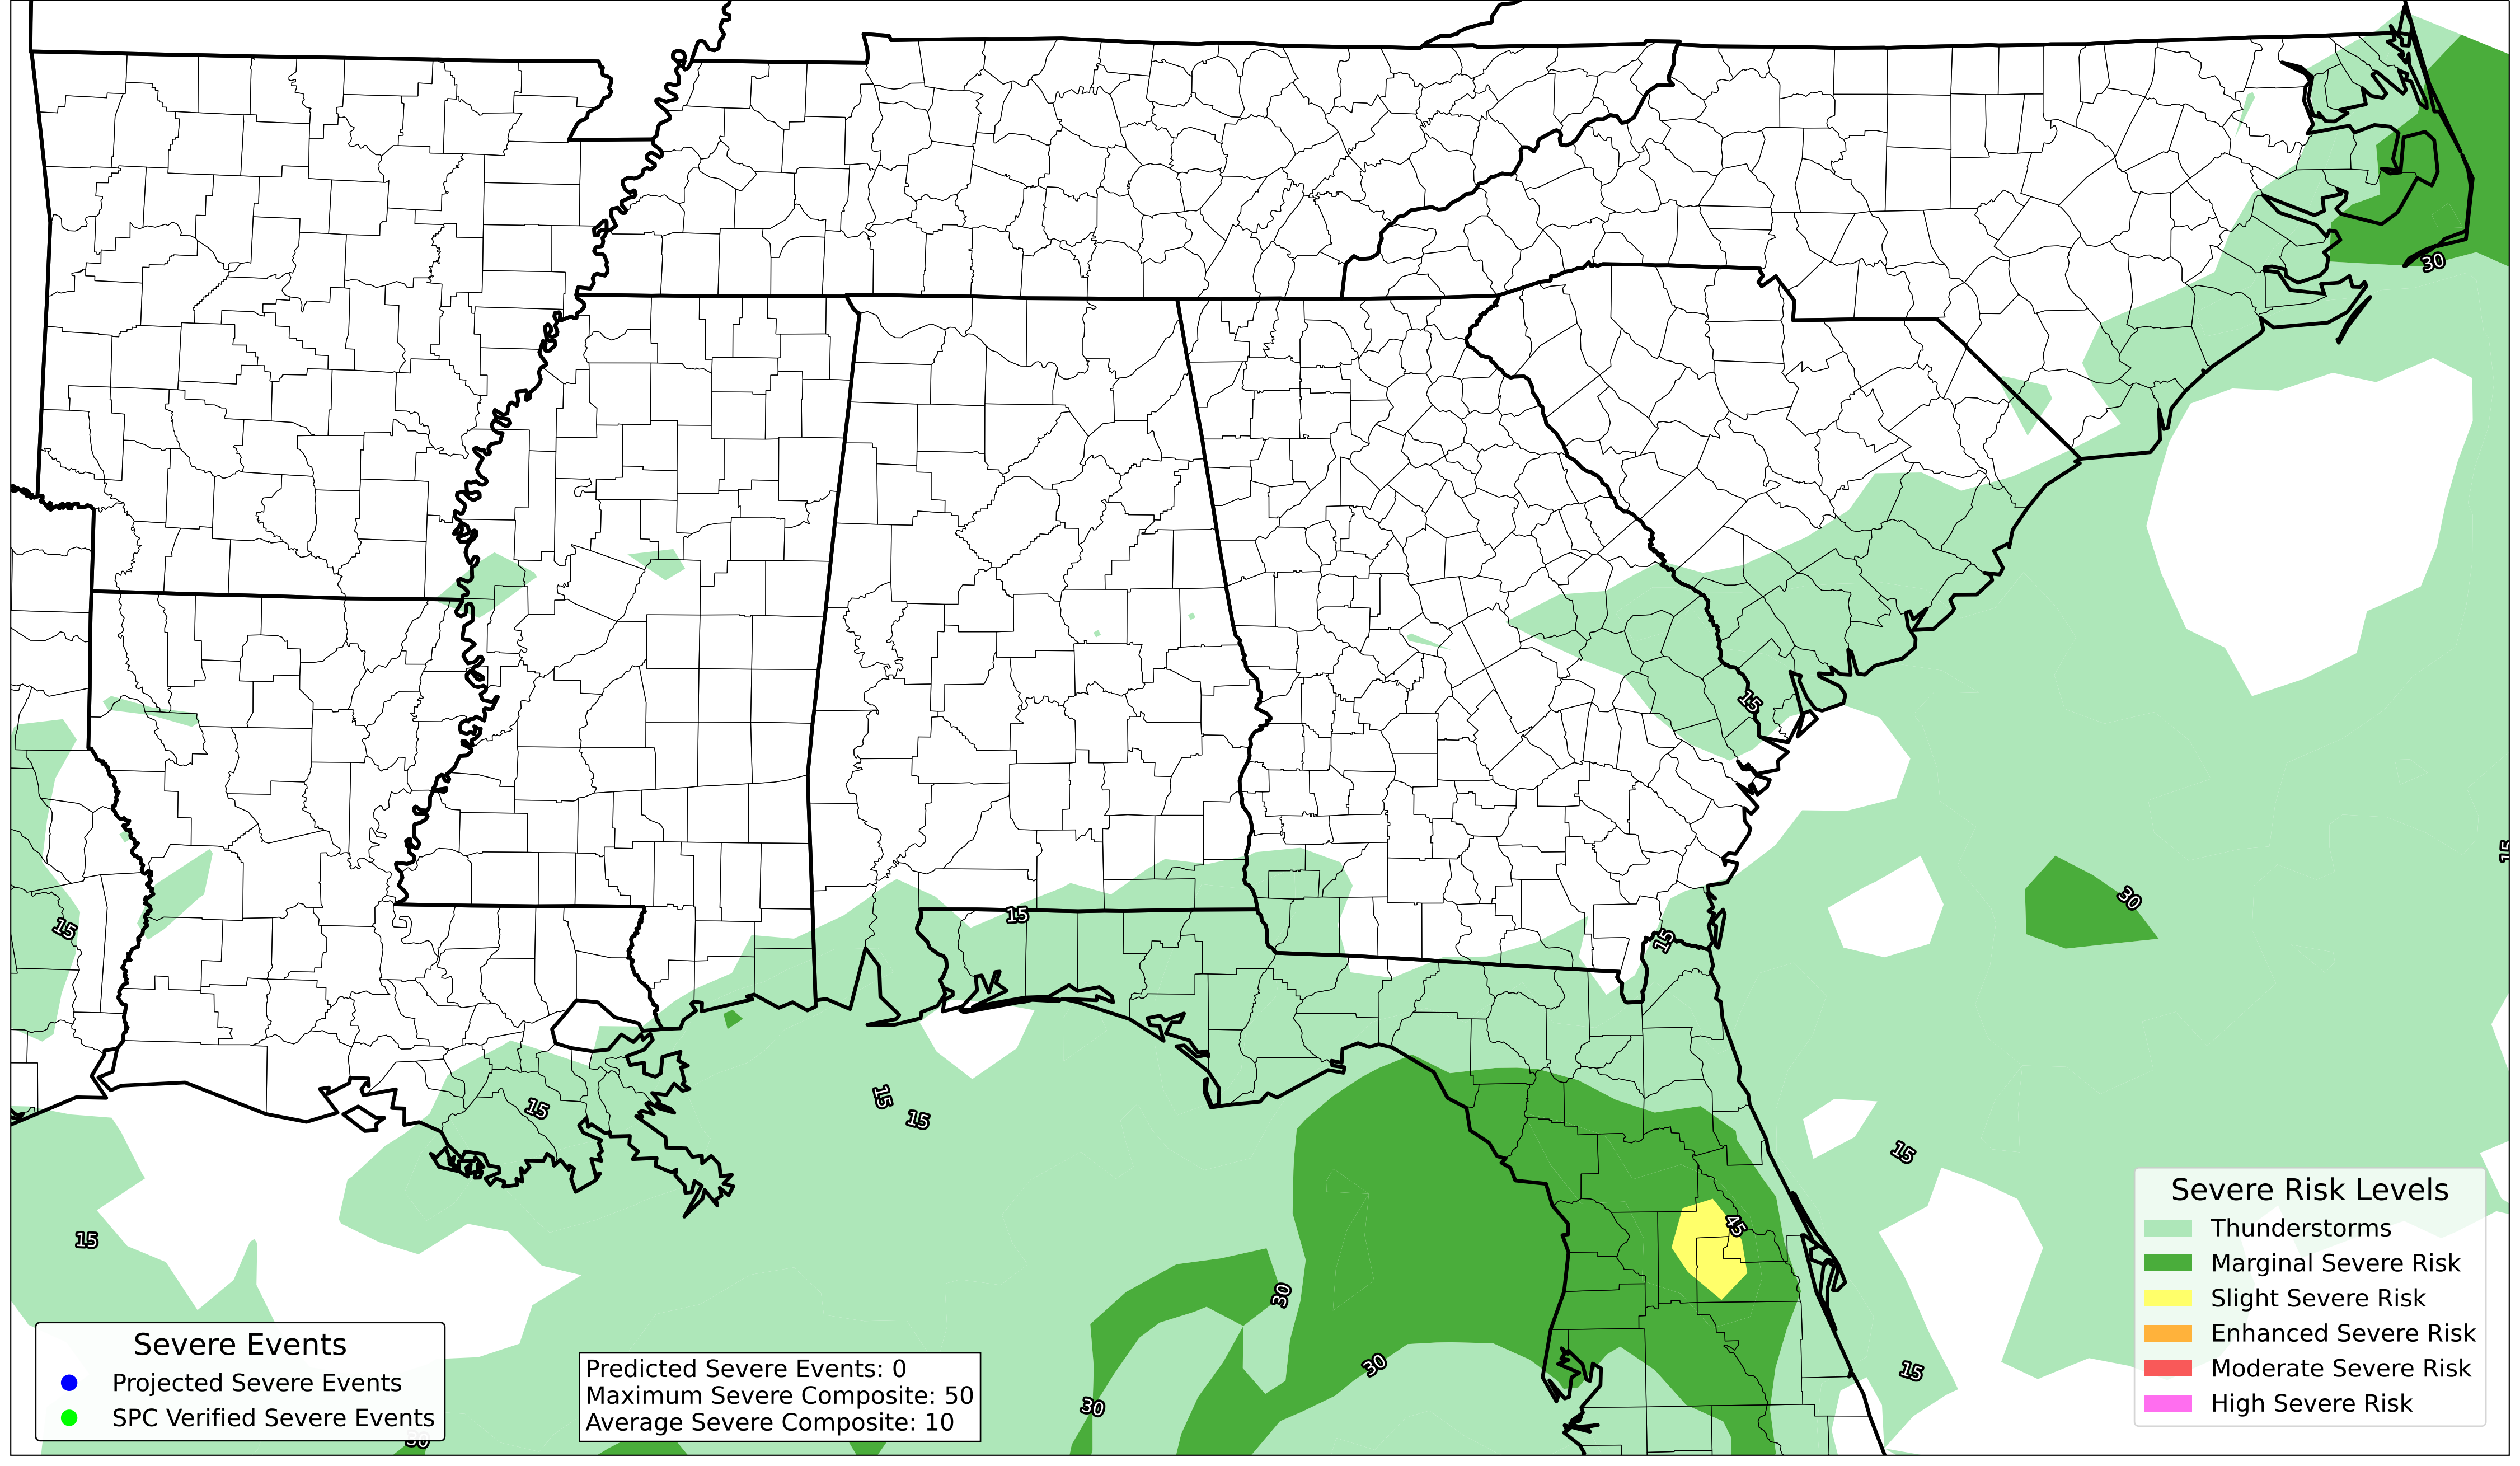 30
15
15
15
15
30
15
15
15
15
15
15
45
30
30
15
30
30
Severe Events
Projected Severe Events
SPC Verified Severe Events
Predicted Severe Events: 0
Maximum Severe Composite: 50
Average Severe Composite: 10
Severe Risk Levels
Thunderstorms
Marginal Severe Risk
Slight Severe Risk
Enhanced Severe Risk
Moderate Severe Risk
High Severe Risk